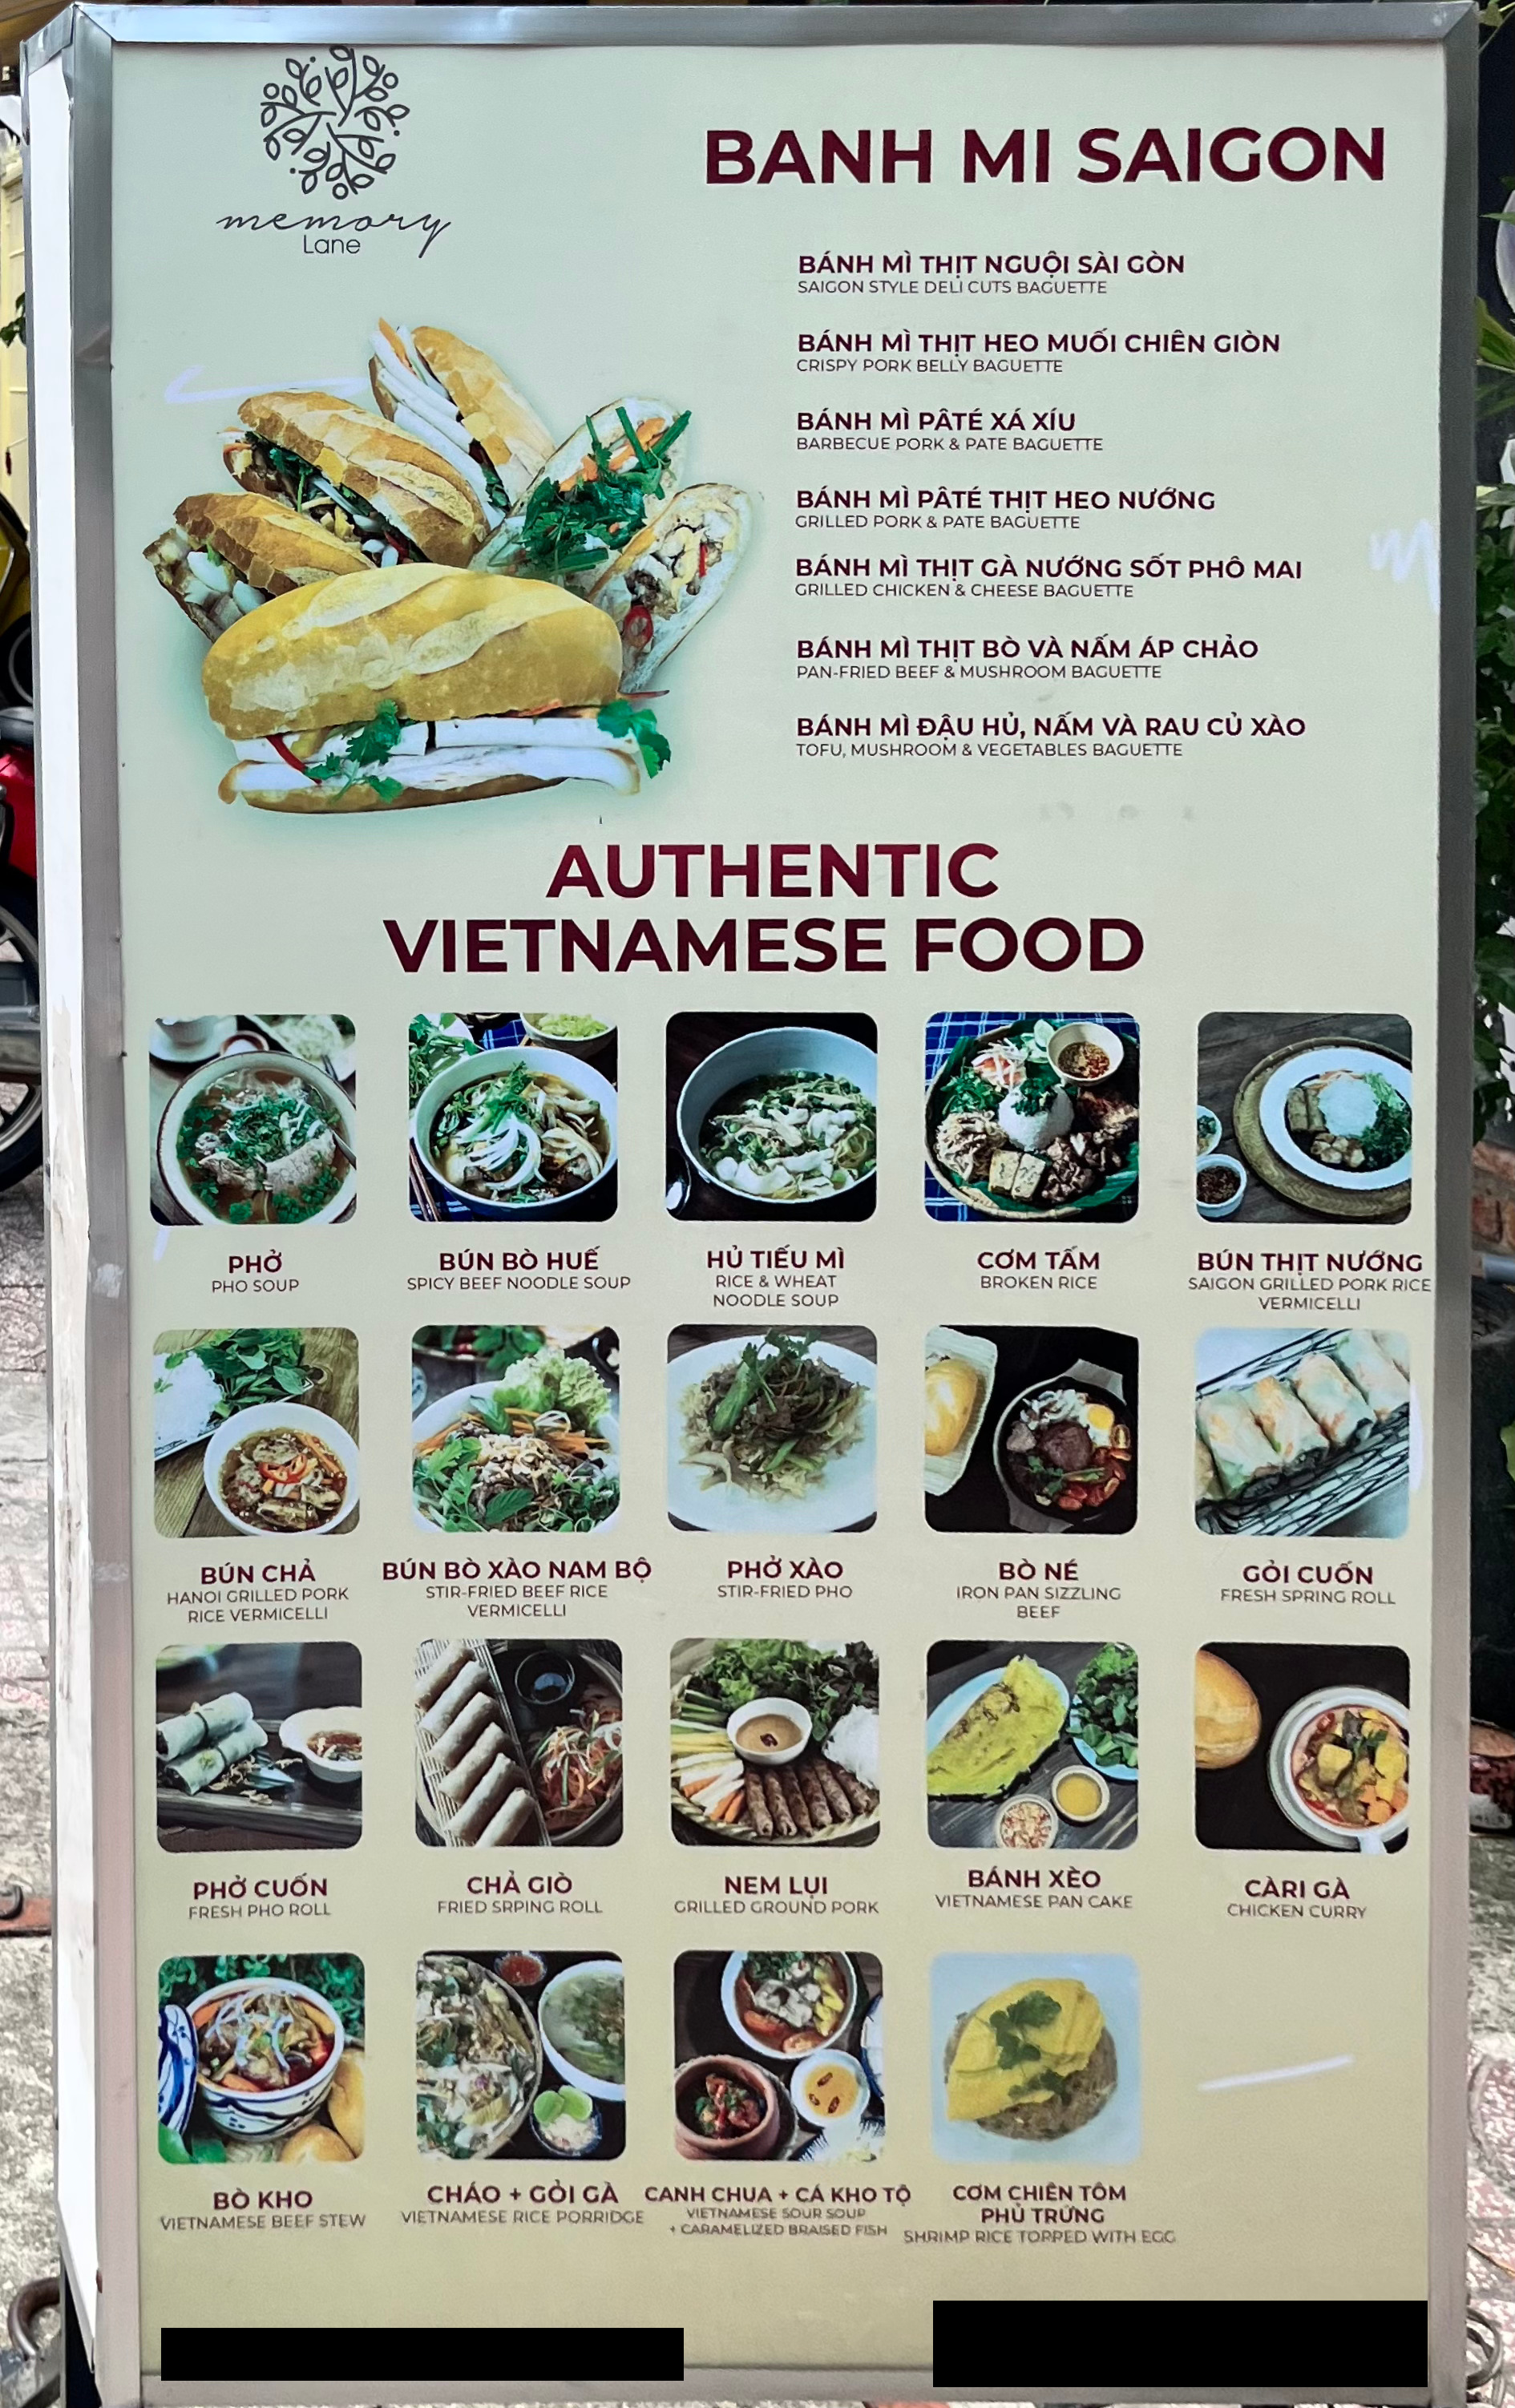 memory
Lane
BANH MI SAIGON
BÁNH MÌ THỊT NGUỘI SÀI GÒN
SAIGON STYLE DELI CUTS BAGUETTE
BÁNH MÌ THỊT HEO MUỐI CHIÊN GIÒN
CRISPY PORK BELLY BAGUETTE
BÁNH MÌ PÂTÉ XÁ XÍU
BARBECUE PORK & PATE BAGUETTE
BÁNH MÌ PÂTÉ THỊT HEO NƯỚNG
GRILLED PORK & PATE BAGUETTE
BÁNH MÌ THỊT GÀ NƯỚNG SỐT PHÔ MAI
GRILLED CHICKEN & CHEESE BAGUETTE
BÁNH MÌ THỊT BÒ VÀ NẤM ÁP CHẢO
PAN-FRIED BEEF & MUSHROOM BAGUETTE
BÁNH MÌ ĐẬU HỦ, NẤM VÀ RAU CỦ XÀO
TOFU, MUSHROOM & VEGETABLES BAGUETTE
AUTHENTIC
VIETNAMESE FOOD
PHỞ
PHO SOUP
BÚN BÒ HUẾ
SPICY BEEF NOODLE SOUP
HỦ TIẾU MÌ
RICE & WHEAT
NOODLE SOUP
CƠM TẤM
BROKEN RICE
BÚN THỊT NƯỚNG
SAIGON GRILLED PORK RICE
VERMICELLI
BÚN CHẢ
HANOI GRILLED PORK
RICE VERMICELLI
BÚN BÒ XÀO NAM BỘ
STIR-FRIED BEEF RICE
VERMICELLI
PHỞ XÀO
STIR-FRIED PHO
BÒ NÉ
IRON PAN SIZZLING
BEEF
GỎI CUỐN
FRESH SPRING ROLL
PHỞ CUỐN
FRESH PHO ROLL
CHẢ GIÒ
FRIED SRPING ROLL
NEM LỤI
GRILLED GROUND PORK
BÁNH XÈO
VIETNAMESE PAN CAKE
CÀRI GÀ
CHICKEN CURRY
BÒ KHO
VIETNAMESE BEEF STEW
CHÁO + GỎI GÀ
VIETNAMESE RICE PORRIDGE
CANH CHUA + CÁ KHO TỘ
VIETNAMESE SOUR SOUP
+ CARAMELIZED BRAISED FISH
CƠM CHIÊN TÔM
PHỦ TRỨNG
SHRIMP RICE TOPPED WITH EGG